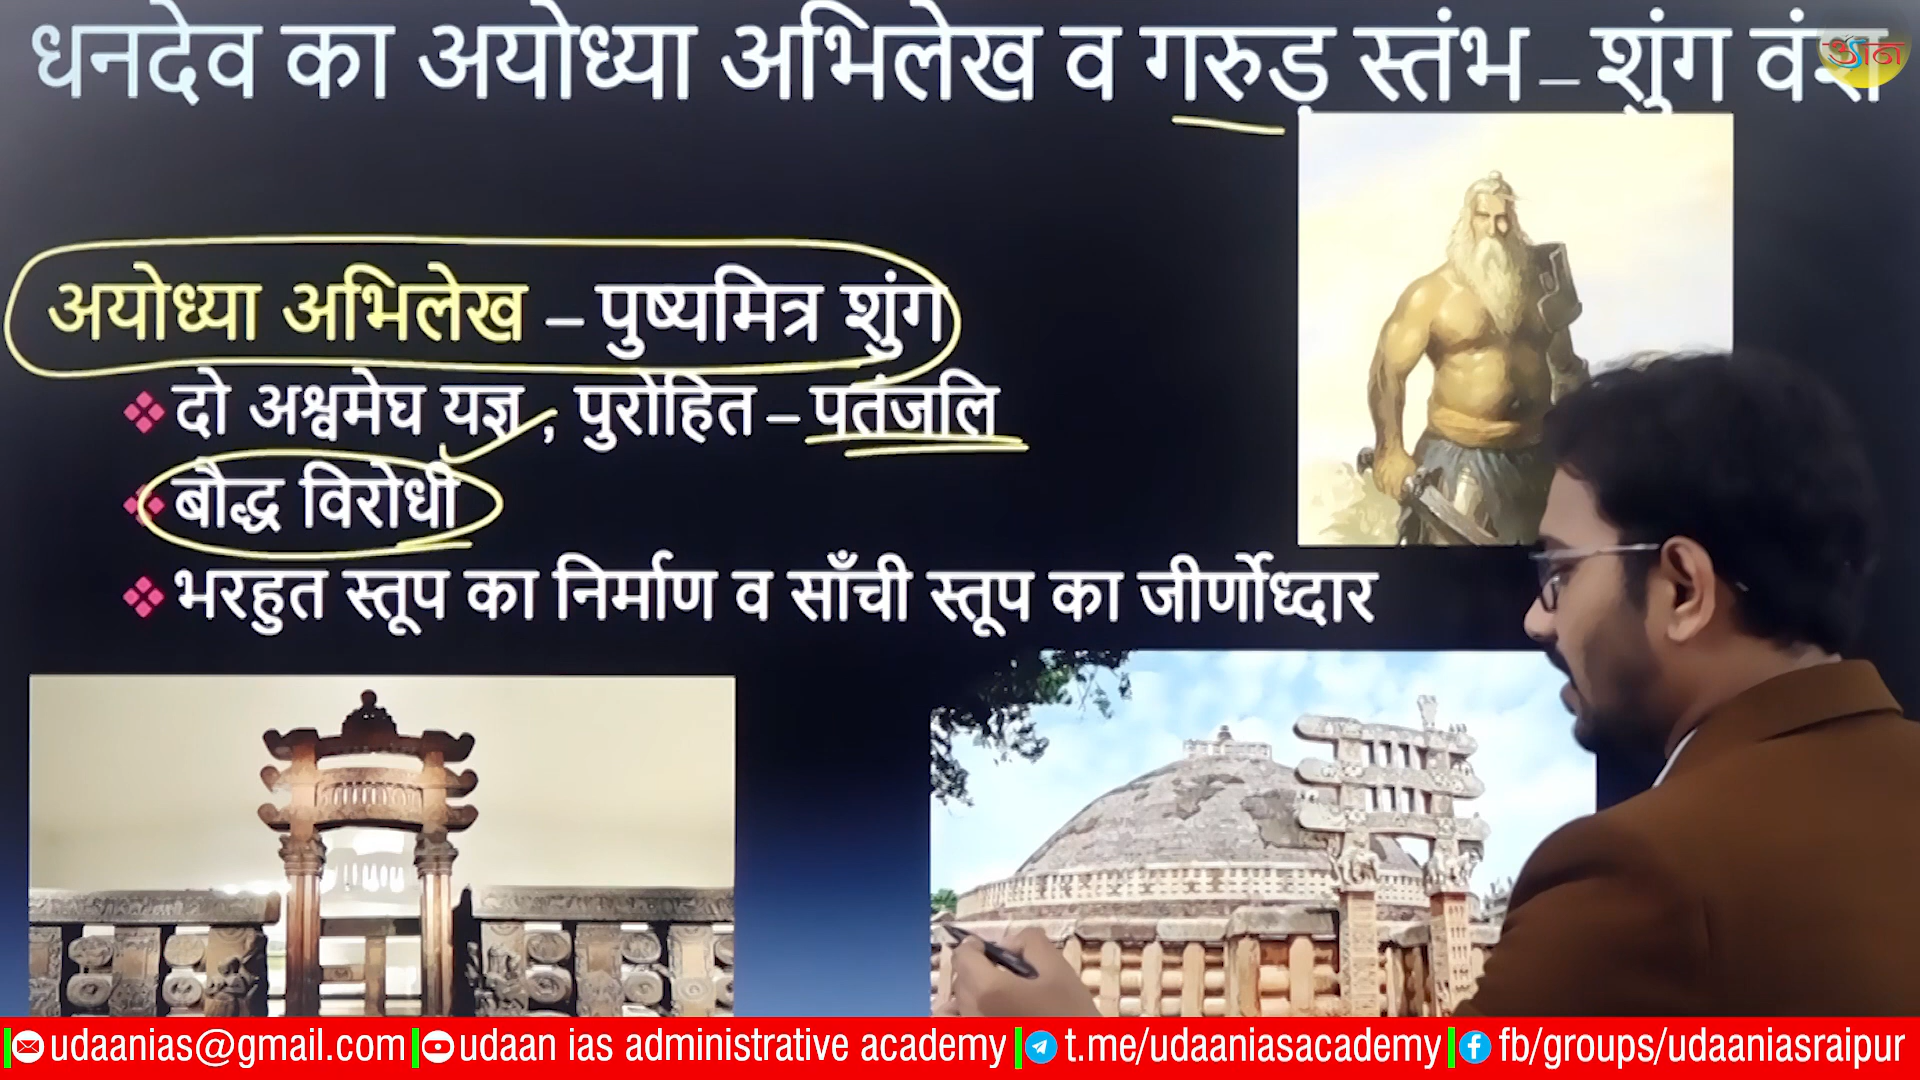 धनदेव का अयोध्या अभिलेख व गरुड़ स्तंभ – शुंग वंश
उड़ान
अयोध्या अभिलेख – पुष्यमित्र शुंग
❖ दो अश्वमेघ यज्ञ , पुरोहित – पतंजलि
❖ बौद्ध विरोधी
❖ भरहुत स्तूप का निर्माण व साँची स्तूप का जीर्णोध्दार
udaanias@gmail.com udaan ias administrative academy t.me/udaaniasacademy fb/groups/udaaniasraipur